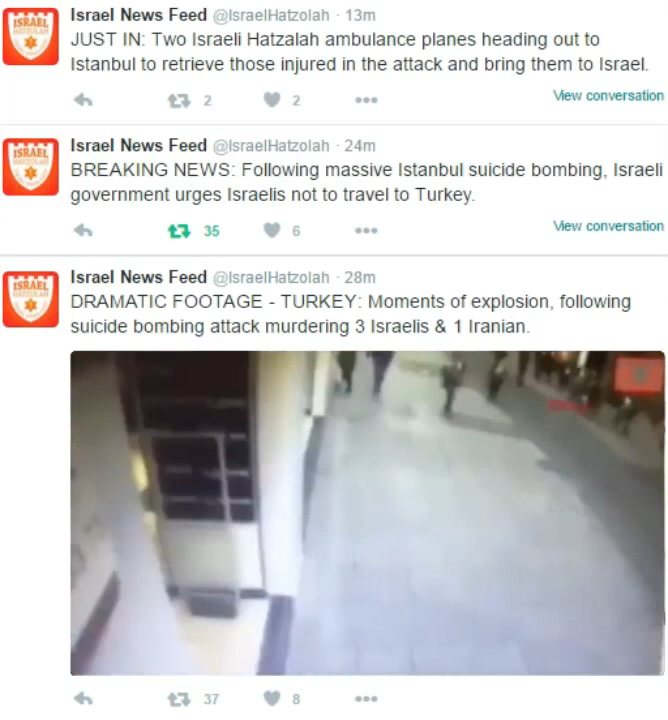 Israel News Feed @IsraelHatzolah · 13m
JUST IN: Two Israeli Hatzalah ambulance planes heading out to
Istanbul to retrieve those injured in the attack and bring them to Israel.
2 2 View conversation
ISRAEL
HATZOLAH
Israel News Feed @IsraelHatzolah · 24m
BREAKING NEWS: Following massive Istanbul suicide bombing, Israeli
government urges Israelis not to travel to Turkey.
35 6 View conversation
ISRAEL
HATZOLAH
Israel News Feed @IsraelHatzolah · 28m
DRAMATIC FOOTAGE - TURKEY: Moments of explosion, following
suicide bombing attack murdering 3 Israelis & 1 Iranian.
37 8
ISRAEL
HATZOLAH